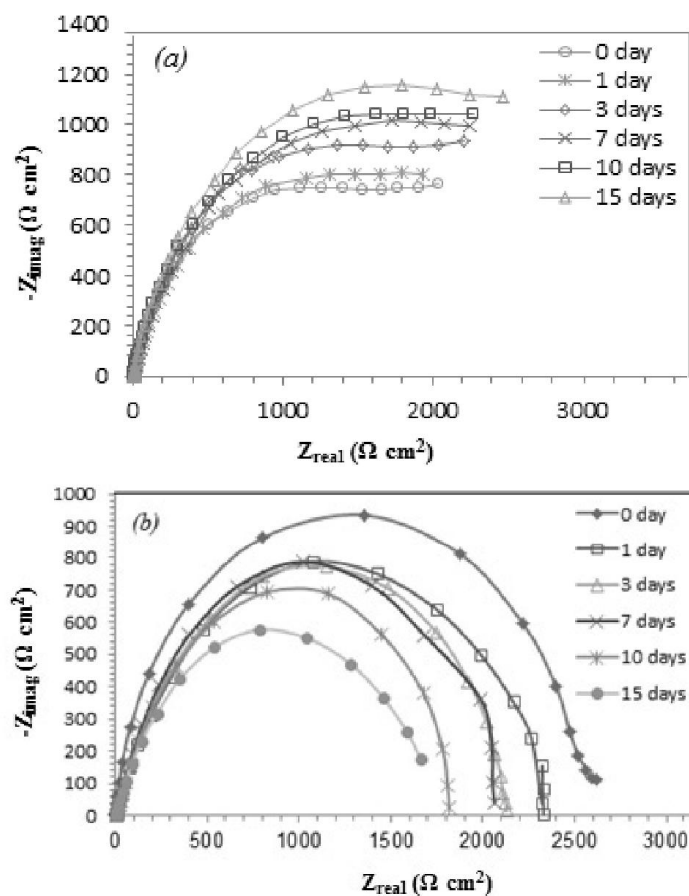 (a)
1400
1200
1000
800
600
400
200
0
-Zimag (Ω cm²)
0 day
1 day
3 days
7 days
10 days
15 days
0 1000 2000 3000
Zreal (Ω cm²)
(b)
1000
900
800
700
600
500
400
300
200
100
0
-Zimag (Ω cm²)
0 day
1 day
3 days
7 days
10 days
15 days
0 500 1000 1500 2000 2500 3000
Zreal (Ω cm²)